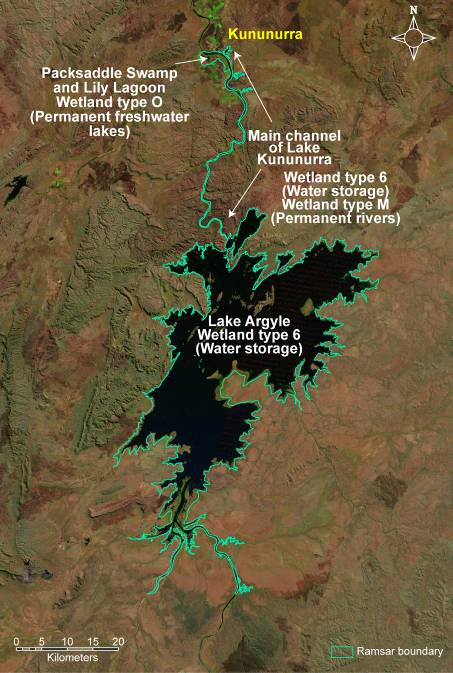 N
Kununurra
Packsaddle Swamp
and Lily Lagoon
Wetland type O
(Permanent freshwater
lakes)
Main channel
of Lake
Kununurra
Wetland type 6
(Water storage)
Wetland type M
(Permanent rivers)
Lake Argyle
Wetland type 6
(Water storage)
0 5 10 15 20
Kilometers
Ramsar boundary